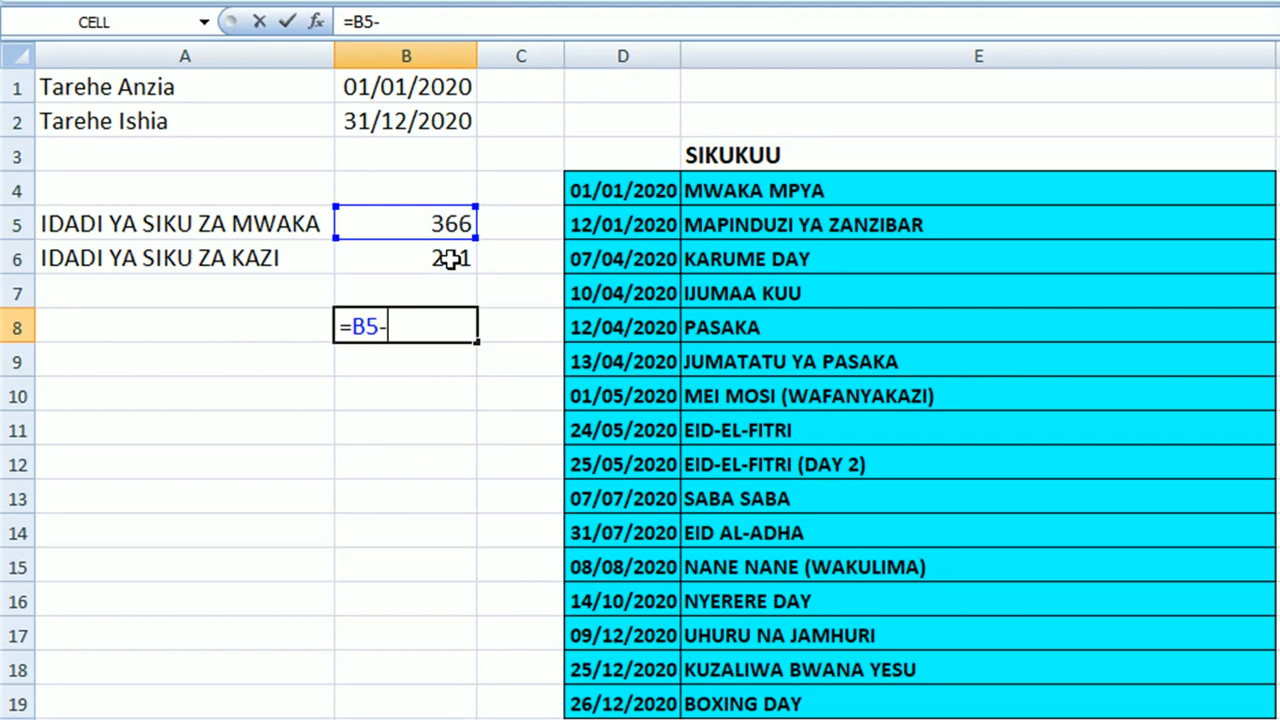 CELL
=B5-
A B C D E
1 Tarehe Anzia 01/01/2020
2 Tarehe Ishia 31/12/2020
3 SIKUKUU
4 01/01/2020 MWAKA MPYA
5 IDADI YA SIKU ZA MWAKA 366 12/01/2020 MAPINDUZI YA ZANZIBAR
6 IDADI YA SIKU ZA KAZI 07/04/2020 KARUME DAY
7 10/04/2020 IJUMAA KUU
8 =B5- 12/04/2020 PASAKA
9 13/04/2020 JUMATATU YA PASAKA
10 01/05/2020 MEI MOSI (WAFANYAKAZI)
11 24/05/2020 EID-EL-FITRI
12 25/05/2020 EID-EL-FITRI (DAY 2)
13 07/07/2020 SABA SABA
14 31/07/2020 EID AL-ADHA
15 08/08/2020 NANE NANE (WAKULIMA)
16 14/10/2020 NYERERE DAY
17 09/12/2020 UHURU NA JAMHURI
18 25/12/2020 KUZALIWA BWANA YESU
19 26/12/2020 BOXING DAY